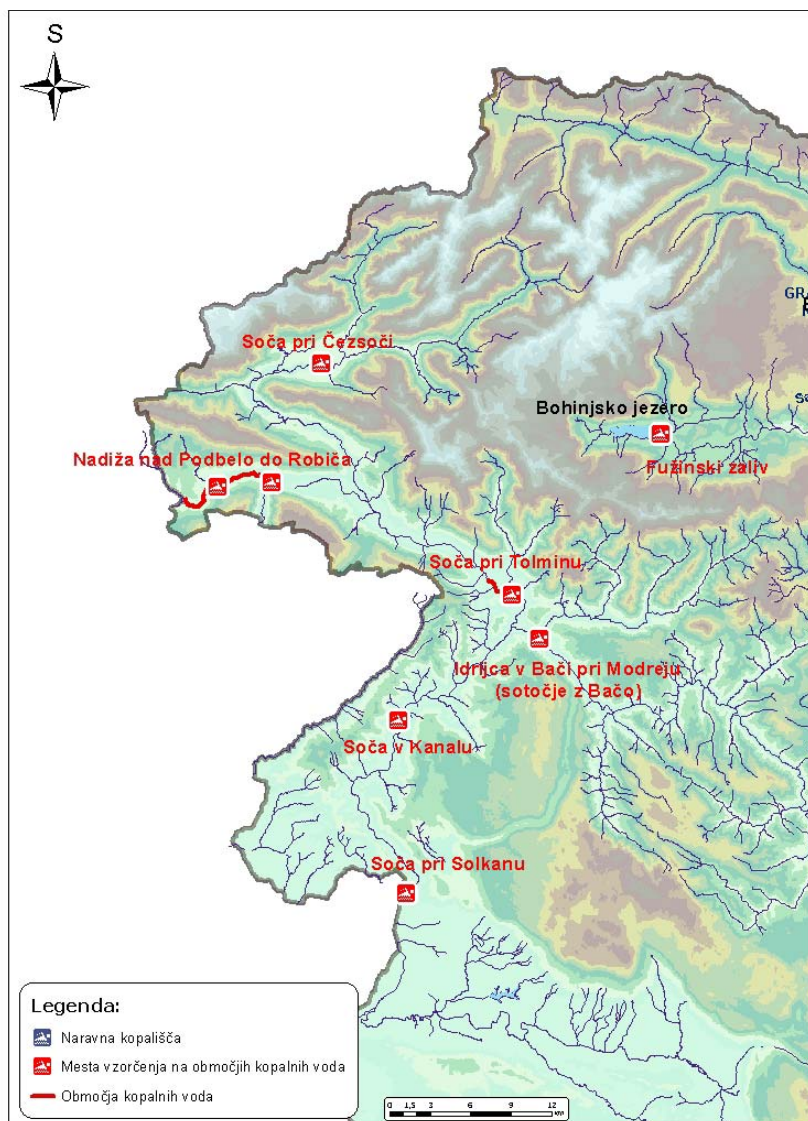 S
GR
Soča pri Čezsoči
Bohinjsko jezero
Fužinski zaliv
Nadiža nad Podbelo do Robiča
Soča pri Tolminu
Idrijca v Bači pri Modreju
(sotočje z Bačo)
Soča v Kanalu
Soča pri Solkanu
Legenda:
Naravna kopališča
Mesta vzorčenja na območjih kopalnih voda
Območja kopalnih voda
0 1,5 3 6 9 12